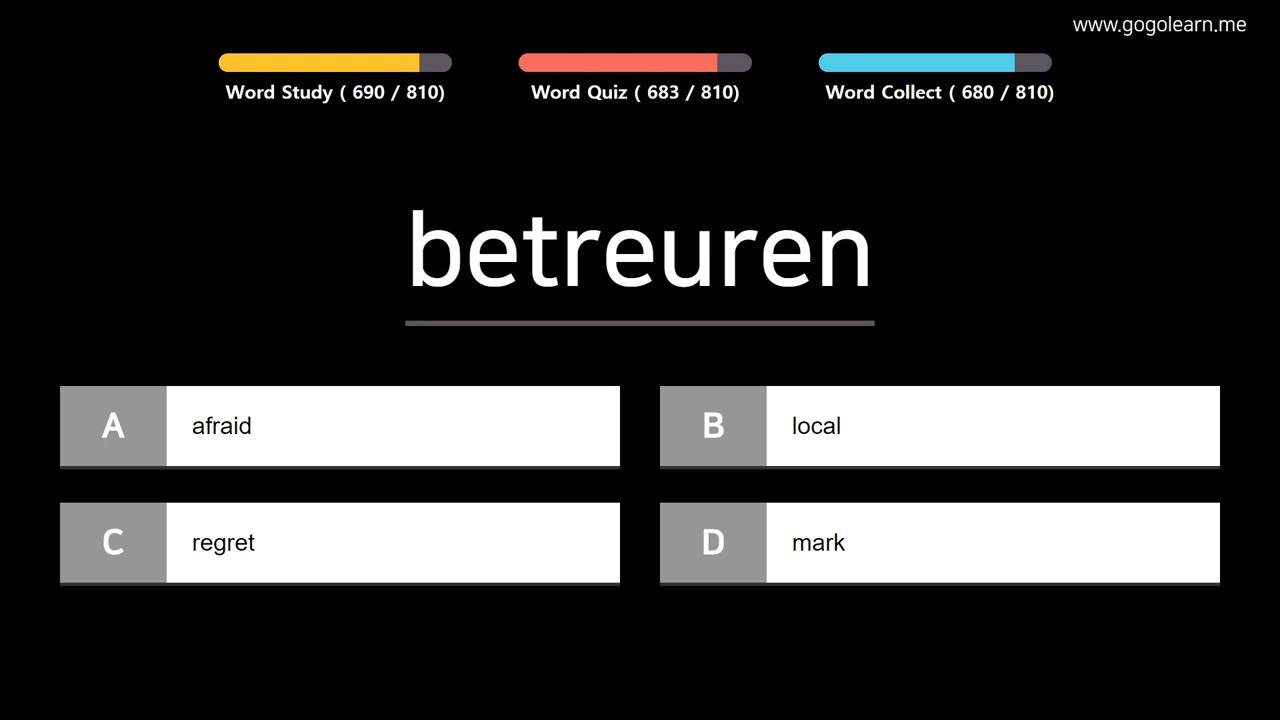 www.gogolearn.me
Word Study ( 690 / 810)
Word Quiz ( 683 / 810)
Word Collect ( 680 / 810)
betreuren
A afraid
B local
C regret
D mark